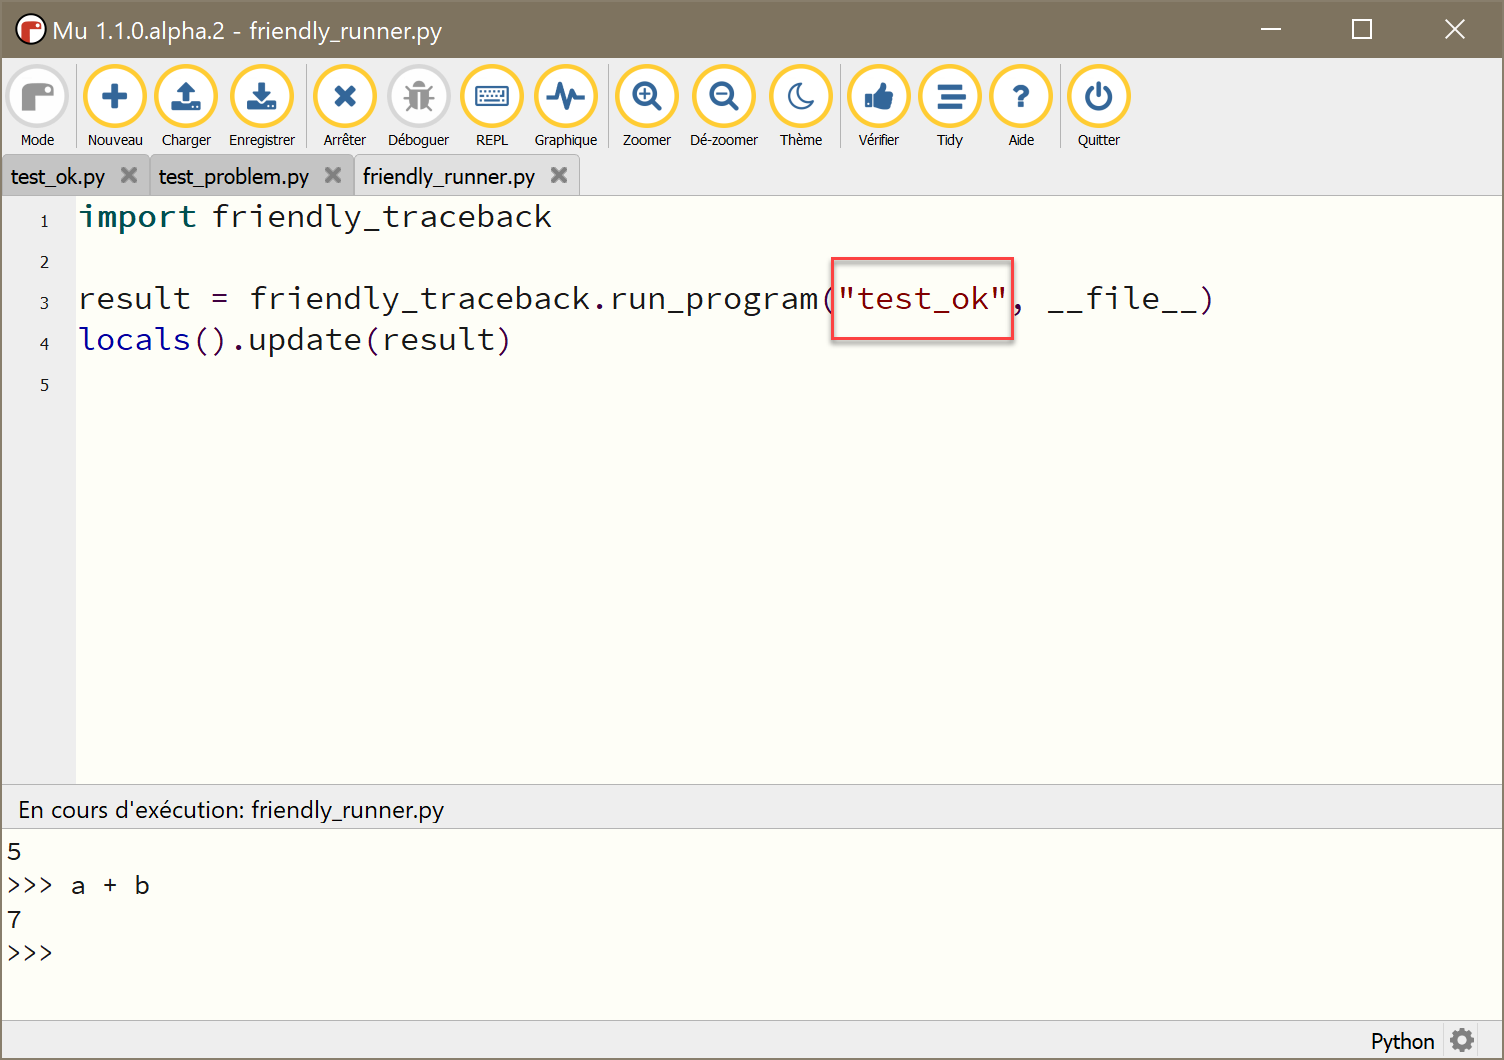 Mu 1.1.0.alpha.2 - friendly_runner.py
Mode Nouveau Charger Enregistrer Arrêter Déboguer REPL Graphique Zoomer Dé-zoomer Thème Vérifier Tidy Aide Quitter
test_ok.py test_problem.py friendly_runner.py
1 import friendly_traceback
2
3 result = friendly_traceback.run_program("test_ok", __file__)
4 locals().update(result)
5
En cours d'exécution: friendly_runner.py
5
>>> a + b
7
>>>
Python